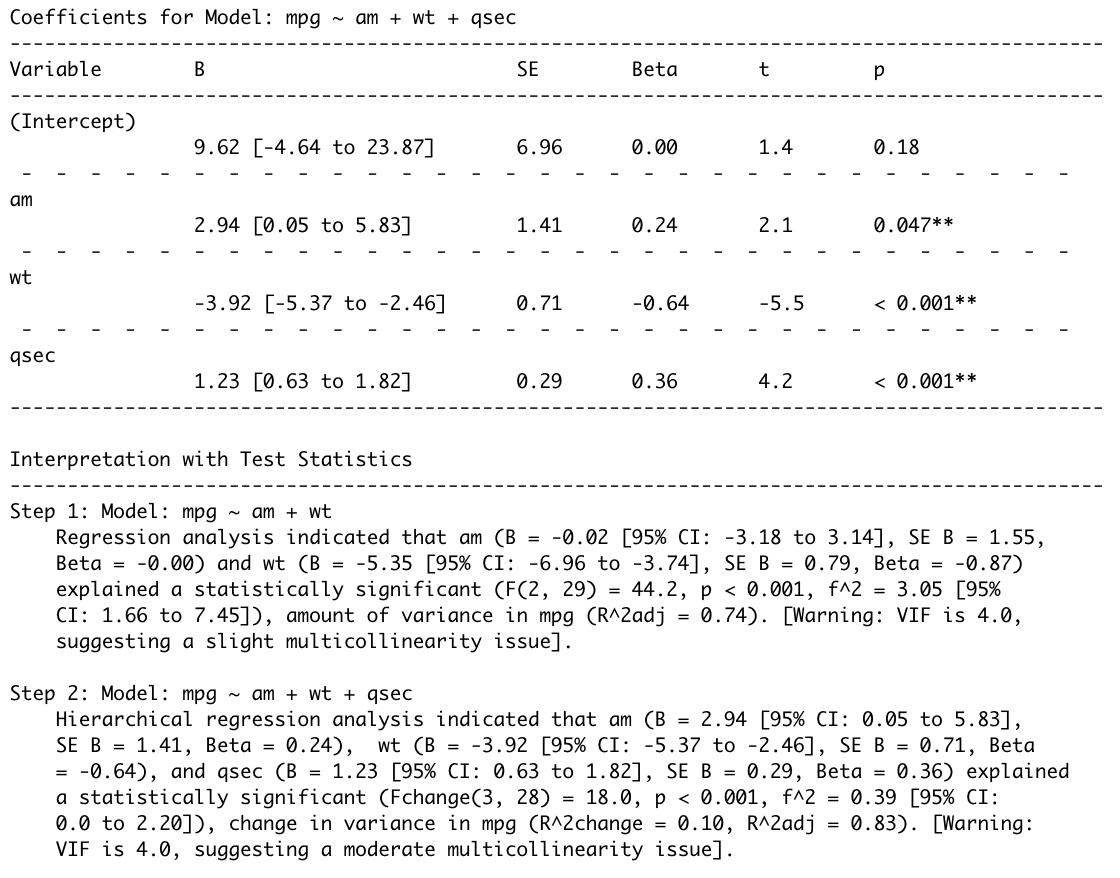 Coefficients for Model: mpg ~ am + wt + qsec
-----------------------------------------------------------------------------------------------
Variable        B                           SE        Beta       t         p
-----------------------------------------------------------------------------------------------
(Intercept)
                9.62 [-4.64 to 23.87]       6.96      0.00       1.4       0.18
 -  -  -  -  -  -  -  -  -  -  -  -  -  -  -  -  -  -  -  -  -  -  -  -  -  -  -  -  -  -  -
am
                2.94 [0.05 to 5.83]         1.41      0.24       2.1       0.047**
 -  -  -  -  -  -  -  -  -  -  -  -  -  -  -  -  -  -  -  -  -  -  -  -  -  -  -  -  -  -  -
wt
                -3.92 [-5.37 to -2.46]      0.71      -0.64      -5.5      < 0.001**
 -  -  -  -  -  -  -  -  -  -  -  -  -  -  -  -  -  -  -  -  -  -  -  -  -  -  -  -  -  -  -
qsec
                1.23 [0.63 to 1.82]         0.29      0.36       4.2       < 0.001**
-----------------------------------------------------------------------------------------------

Interpretation with Test Statistics
-----------------------------------------------------------------------------------------------
Step 1: Model: mpg ~ am + wt
    Regression analysis indicated that am (B = -0.02 [95% CI: -3.18 to 3.14], SE B = 1.55,
    Beta = -0.00) and wt (B = -5.35 [95% CI: -6.96 to -3.74], SE B = 0.79, Beta = -0.87)
    explained a statistically significant (F(2, 29) = 44.2, p < 0.001, f^2 = 3.05 [95%
    CI: 1.66 to 7.45]), amount of variance in mpg (R^2adj = 0.74). [Warning: VIF is 4.0,
    suggesting a slight multicollinearity issue].

Step 2: Model: mpg ~ am + wt + qsec
    Hierarchical regression analysis indicated that am (B = 2.94 [95% CI: 0.05 to 5.83],
    SE B = 1.41, Beta = 0.24),  wt (B = -3.92 [95% CI: -5.37 to -2.46], SE B = 0.71, Beta
    = -0.64), and qsec (B = 1.23 [95% CI: 0.63 to 1.82], SE B = 0.29, Beta = 0.36) explained
    a statistically significant (Fchange(3, 28) = 18.0, p < 0.001, f^2 = 0.39 [95% CI:
    0.0 to 2.20]), change in variance in mpg (R^2change = 0.10, R^2adj = 0.83). [Warning:
    VIF is 4.0, suggesting a moderate multicollinearity issue].